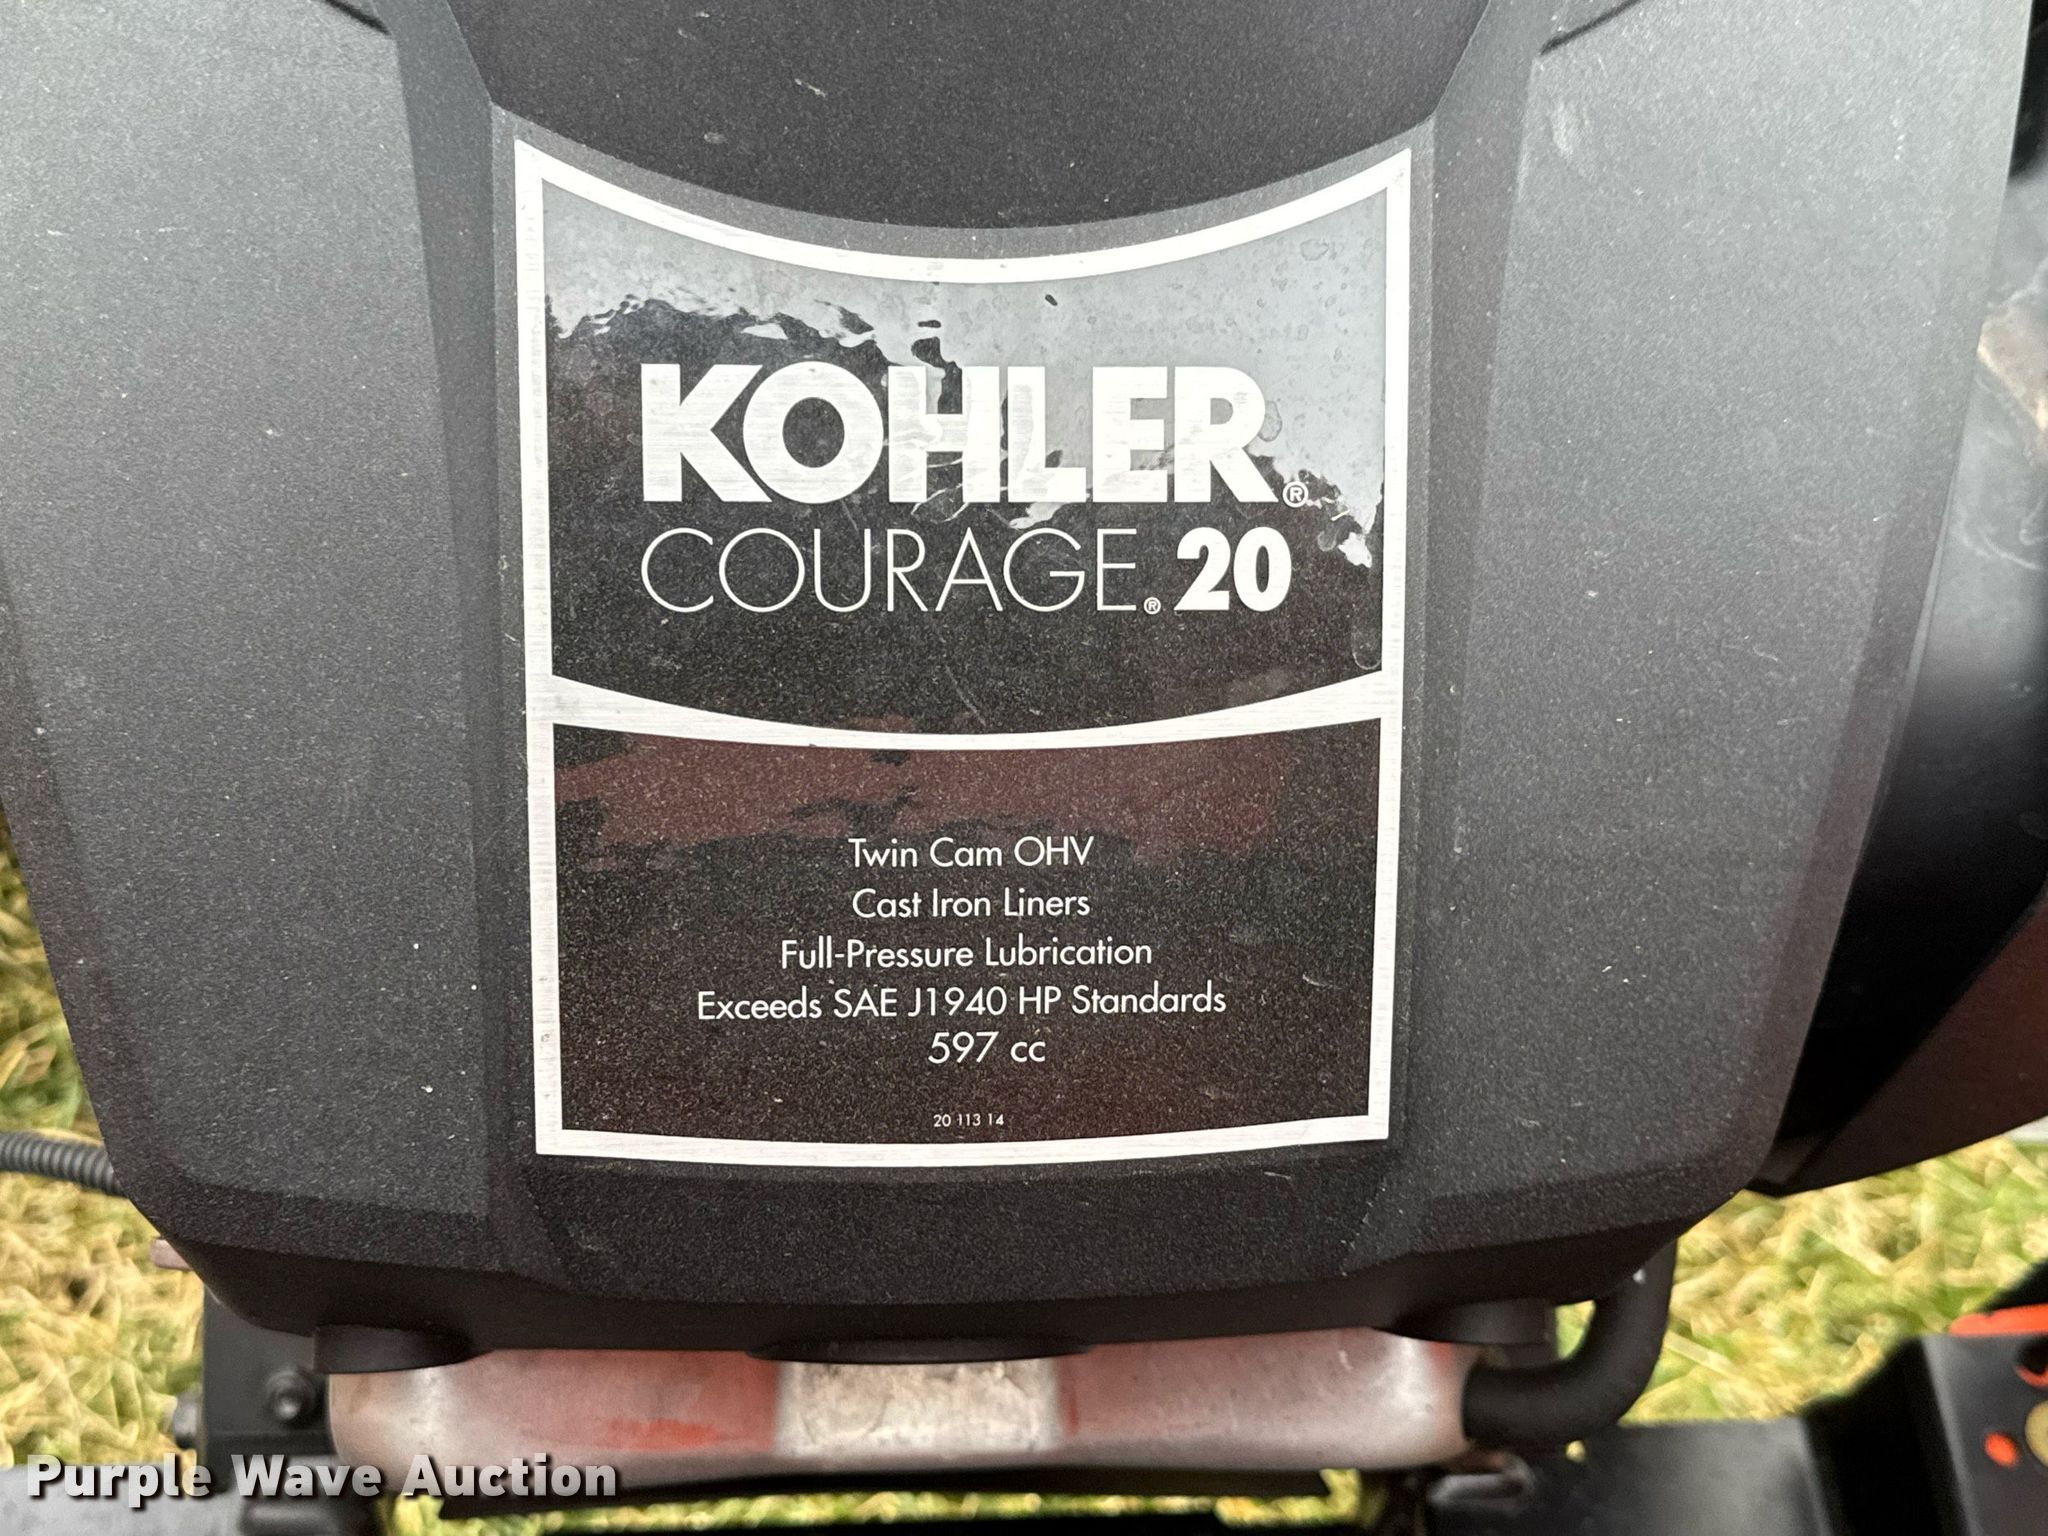 KOHLER®
COURAGE® 20
Twin Cam OHV
Cast Iron Liners
Full-Pressure Lubrication
Exceeds SAE J1940 HP Standards
597 cc
20 113 14
Purple Wave Auction